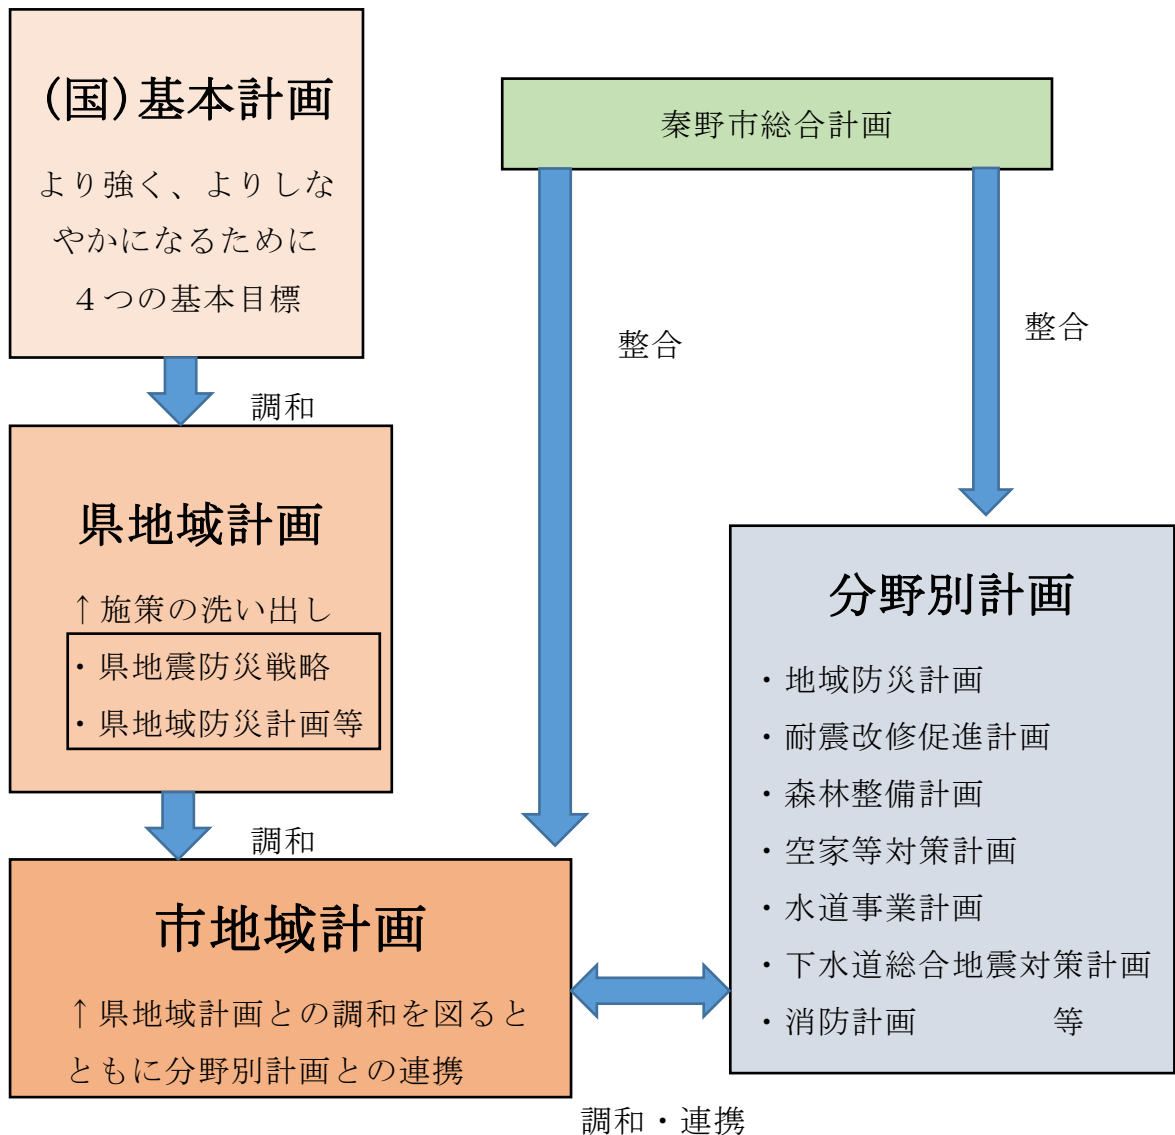 (国)基本計画
より強く、よりしな
やかになるために
４つの基本目標
調和
県地域計画
↑施策の洗い出し
・県地震防災戦略
・県地域防災計画等
調和
市地域計画
↑県地域計画との調和を図ると
ともに分野別計画との連携
秦野市総合計画
整合
整合
分野別計画
・地域防災計画
・耐震改修促進計画
・森林整備計画
・空家等対策計画
・水道事業計画
・下水道総合地震対策計画
・消防計画　　　　等
調和・連携